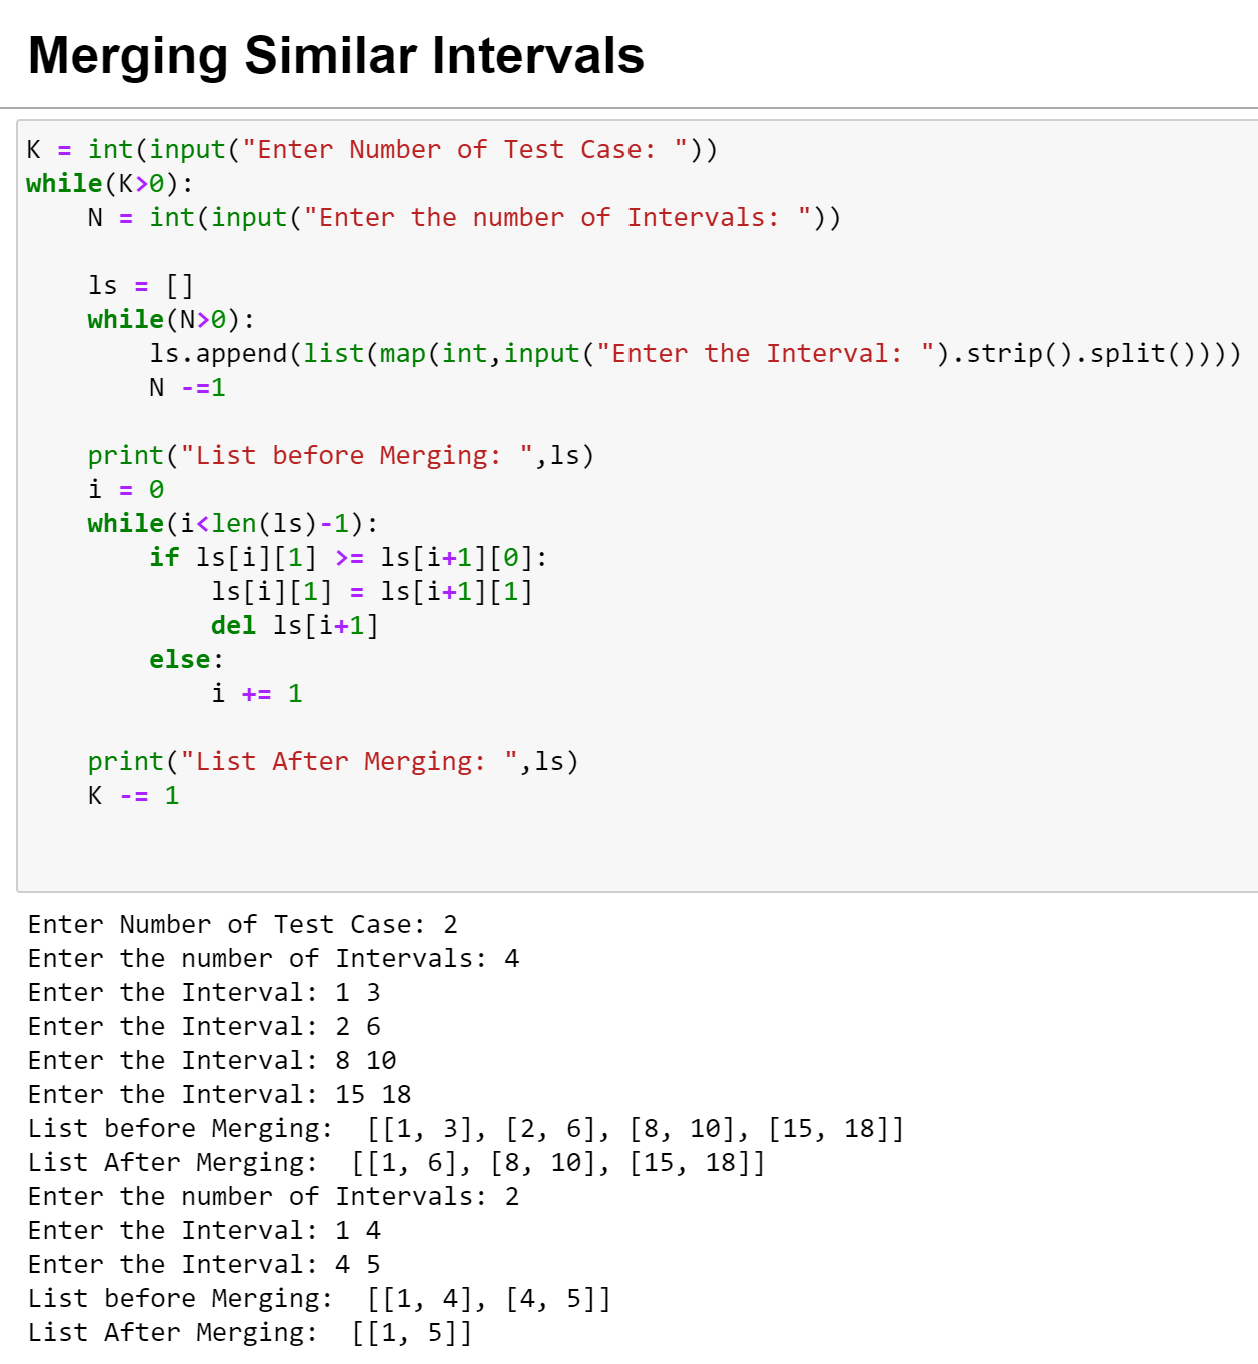 Merging Similar Intervals
K = int(input("Enter Number of Test Case: "))
while(K>0):
    N = int(input("Enter the number of Intervals: "))
    ls = []
    while(N>0):
        ls.append(list(map(int,input("Enter the Interval: ").strip().split())))
        N -=1
    print("List before Merging: ",ls)
    i = 0
    while(i<len(ls)-1):
        if ls[i][1] >= ls[i+1][0]:
            ls[i][1] = ls[i+1][1]
            del ls[i+1]
        else:
            i += 1
    print("List After Merging: ",ls)
    K -= 1
Enter Number of Test Case: 2
Enter the number of Intervals: 4
Enter the Interval: 1 3
Enter the Interval: 2 6
Enter the Interval: 8 10
Enter the Interval: 15 18
List before Merging:  [[1, 3], [2, 6], [8, 10], [15, 18]]
List After Merging:  [[1, 6], [8, 10], [15, 18]]
Enter the number of Intervals: 2
Enter the Interval: 1 4
Enter the Interval: 4 5
List before Merging:  [[1, 4], [4, 5]]
List After Merging:  [[1, 5]]